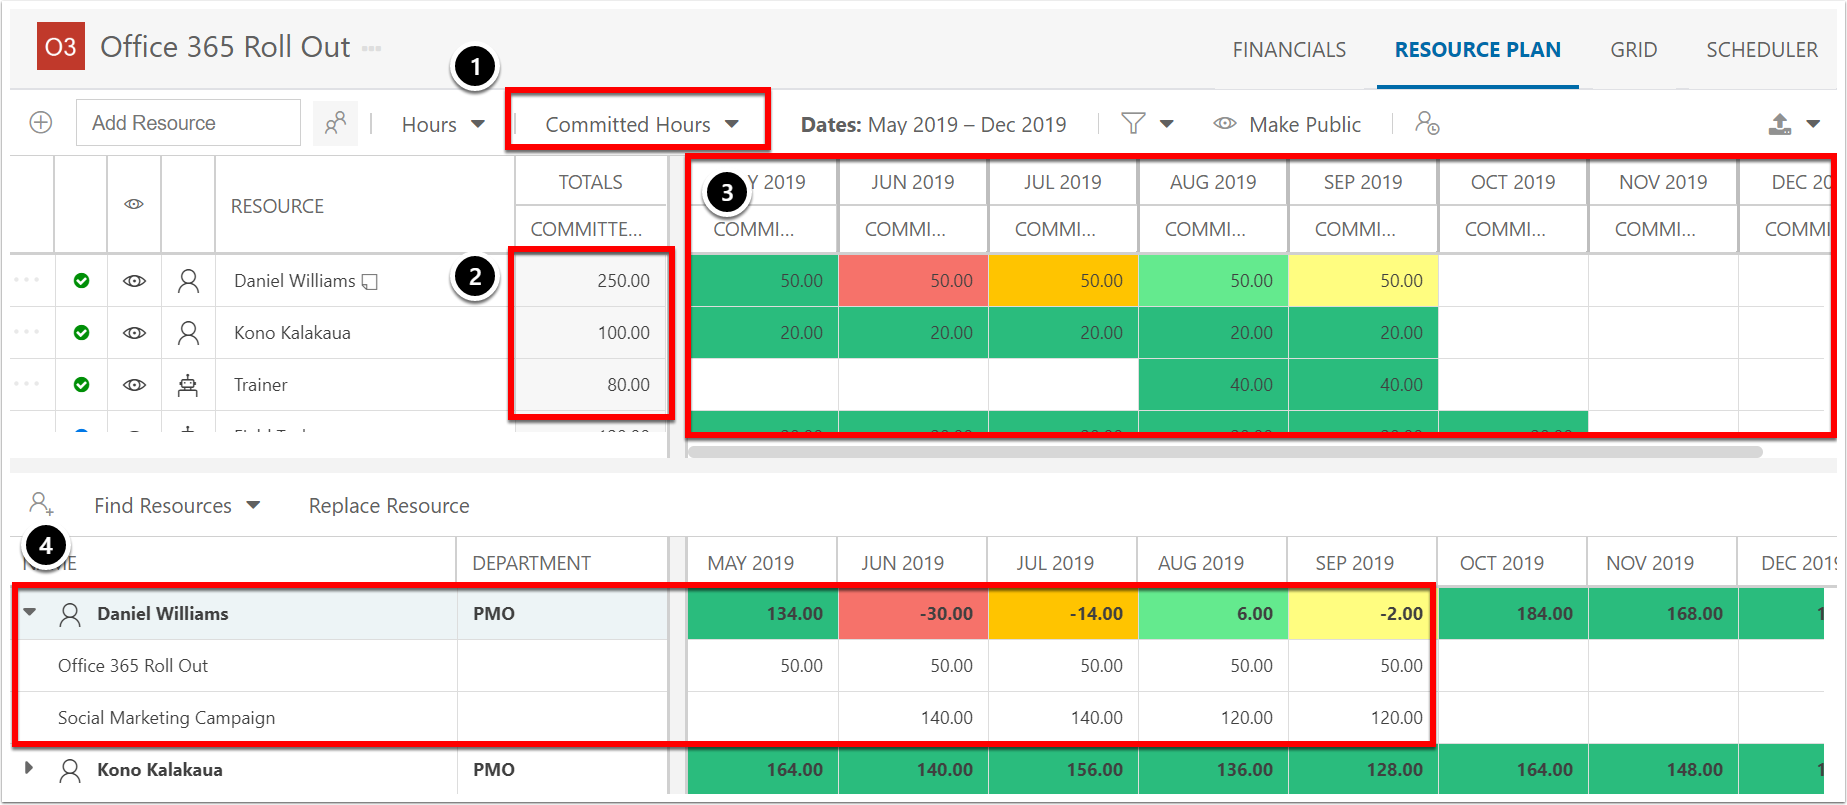 O3 Office 365 Roll Out
FINANCIALS RESOURCE PLAN GRID SCHEDULER
1
Add Resource Hours Committed Hours Dates: May 2019 – Dec 2019 Make Public
RESOURCE TOTALS 3 Y 2019 JUN 2019 JUL 2019 AUG 2019 SEP 2019 OCT 2019 NOV 2019 DEC 20
COMMITTE... COMMI... COMMI... COMMI... COMMI... COMMI... COMMI... COMMI... COMMI
2
Daniel Williams 250.00 50.00 50.00 50.00 50.00 50.00
Kono Kalakaua 100.00 20.00 20.00 20.00 20.00 20.00
Trainer 80.00 40.00 40.00
Find Resources Replace Resource
4
DEPARTMENT MAY 2019 JUN 2019 JUL 2019 AUG 2019 SEP 2019 OCT 2019 NOV 2019 DEC 2019
Daniel Williams PMO 134.00 -30.00 -14.00 6.00 -2.00 184.00 168.00 1
Office 365 Roll Out 50.00 50.00 50.00 50.00 50.00
Social Marketing Campaign 140.00 140.00 120.00 120.00
Kono Kalakaua PMO 164.00 140.00 156.00 136.00 128.00 164.00 148.00 1